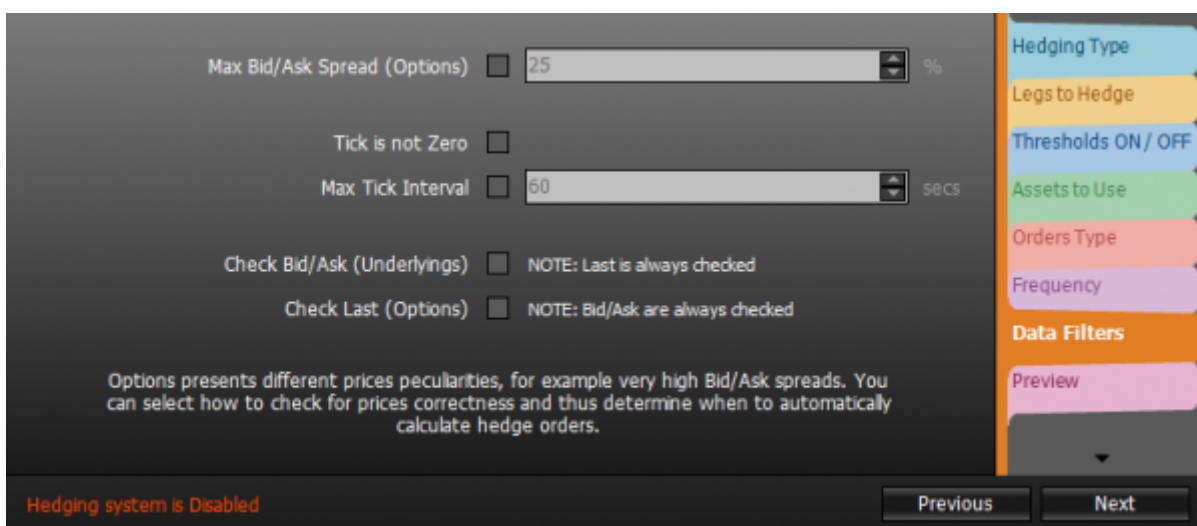 Max Bid/Ask Spread (Options) 25 %
Tick is not Zero
Max Tick Interval 60 secs
Check Bid/Ask (Underlyings) NOTE: Last is always checked
Check Last (Options) NOTE: Bid/Ask are always checked
Options presents different prices peculiarities, for example very high Bid/Ask spreads. You
can select how to check for prices correctness and thus determine when to automatically
calculate hedge orders.
Hedging Type
Legs to Hedge
Thresholds ON / OFF
Assets to Use
Orders Type
Frequency
Data Filters
Preview
Hedging system is Disabled
Previous Next